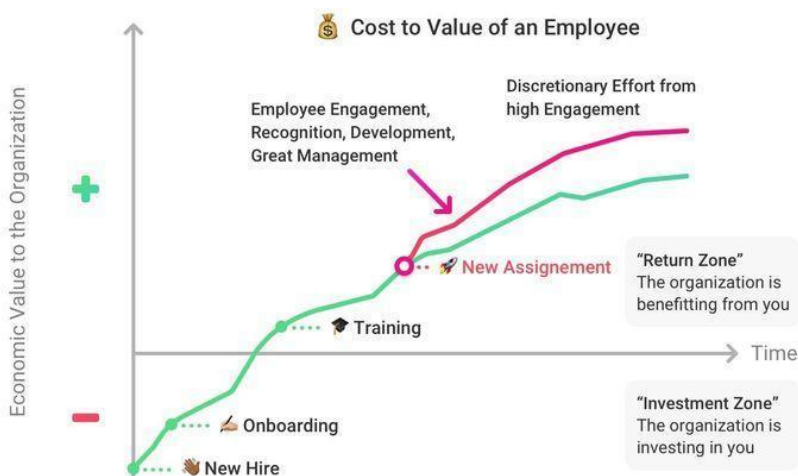 Cost to Value of an Employee
Economic Value to the Organization
Employee Engagement,
Recognition, Development,
Great Management
Discretionary Effort from
high Engagement
New Assignement
“Return Zone”
The organization is
benefitting from you
Training
Time
“Investment Zone”
The organization is
investing in you
Onboarding
New Hire